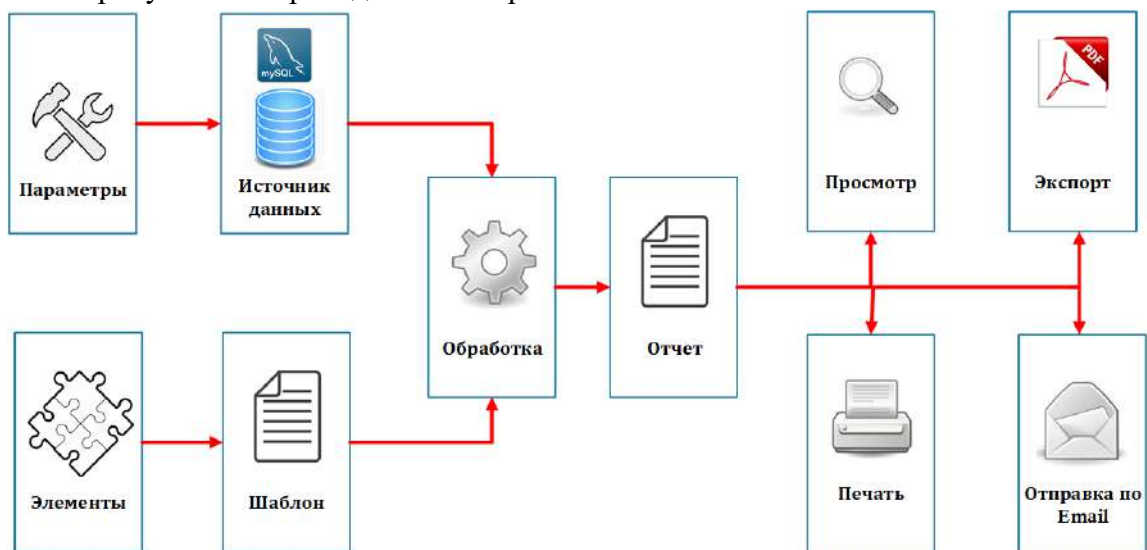 mySQL
PDF
Параметры
Источник
данных
Просмотр
Экспорт
Обработка
Отчет
Элементы
Шаблон
Печать
Отправка по
Email